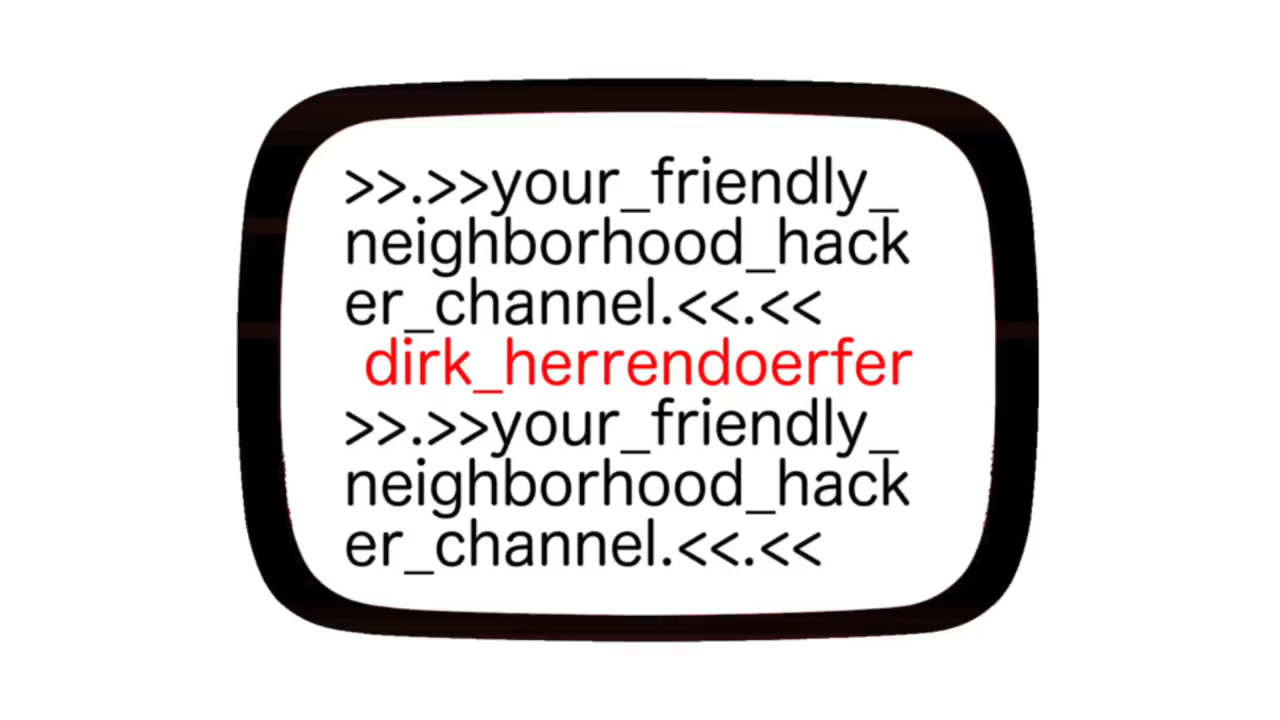 >>.>>your_friendly_
neighborhood_hack
er_channel.<<.<<
dirk_herrendoerfer
>>.>>your_friendly_
neighborhood_hack
er_channel.<<.<<